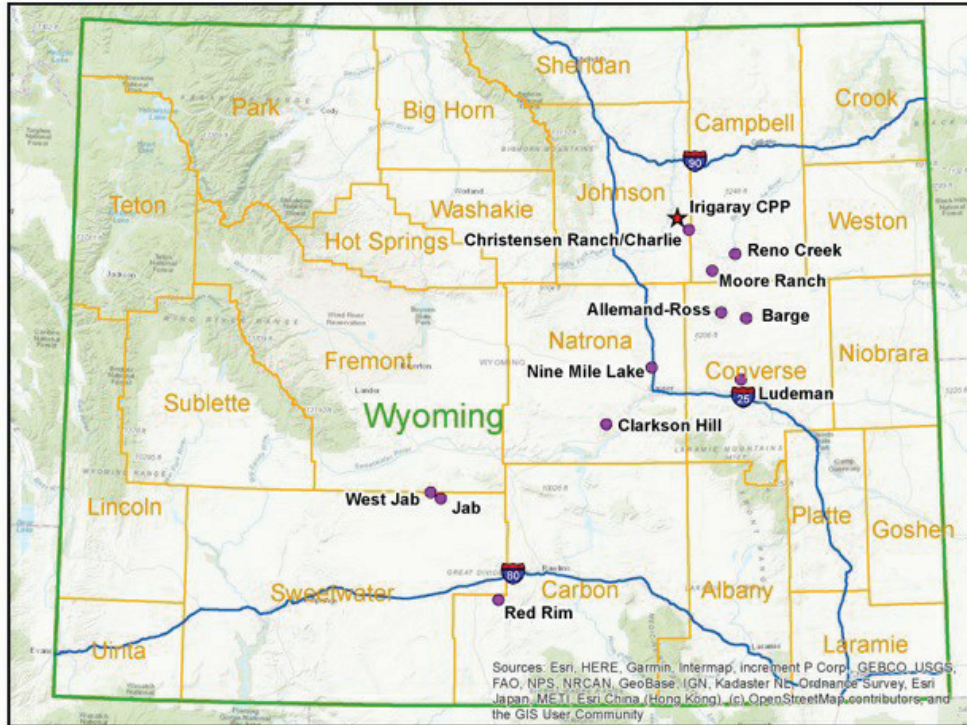 Sheridan
Park
Big Horn
Crook
Campbell
90
Johnson
Irigaray CPP
Teton
Washakie
Weston
Hot Springs
Christensen Ranch/Charlie
Reno Creek
Moore Ranch
Allemand-Ross
Barge
Natrona
Fremont
Niobrara
Nine Mile Lake
Converse
Sublette
25
Ludeman
Wyoming
Clarkson Hill
Lincoln
West Jab
Jab
Platte
Goshen
80
Sweetwater
Carbon
Albany
Red Rim
Uinta
Laramie
Sources: Esri, HERE, Garmin, Intermap, increment P Corp., GEBCO, USGS,
FAO, NPS, NRCAN, GeoBase, IGN, Kadaster NL, Ordnance Survey, Esri
Japan, METI, Esri China (Hong Kong), (c) OpenStreetMap contributors, and
the GIS User Community